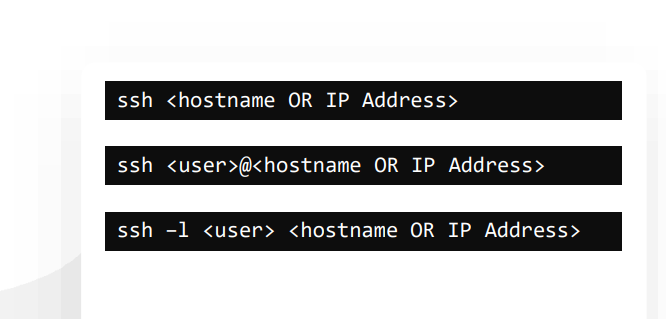 ssh <hostname OR IP Address>
ssh <user>@<hostname OR IP Address>
ssh –l <user> <hostname OR IP Address>